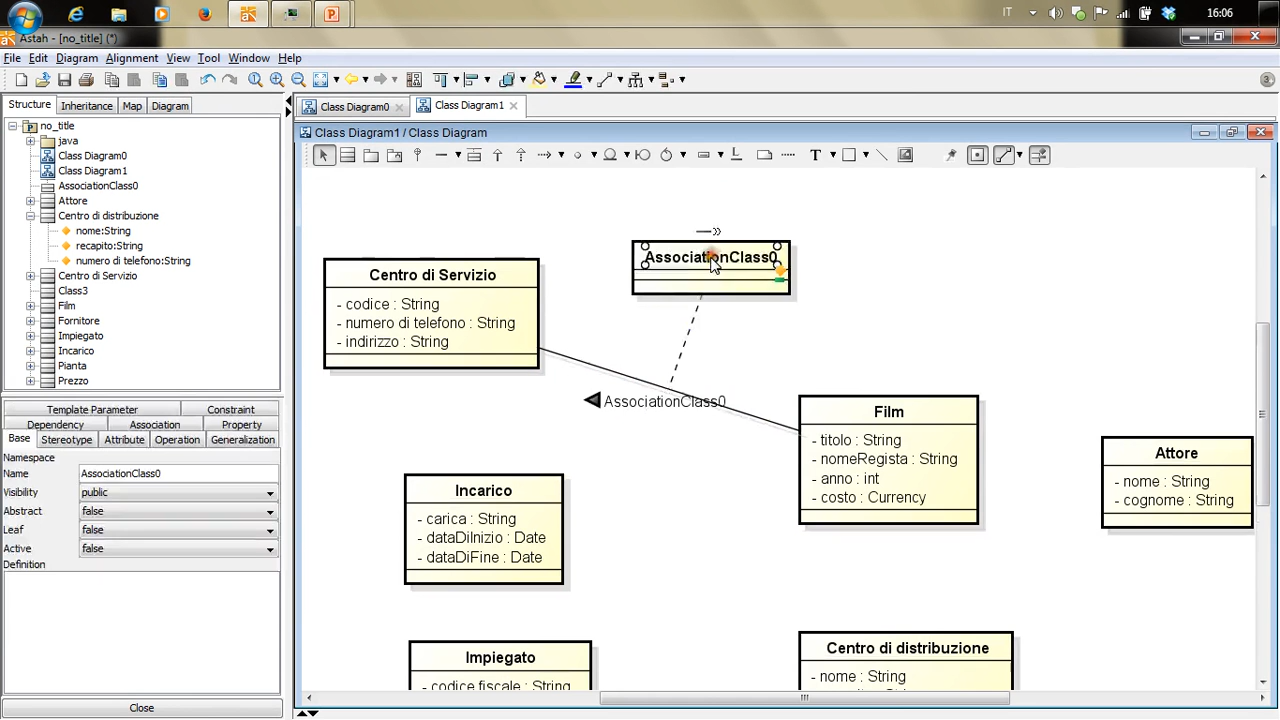 IT
16:06
Astah - [no_title] (*)
File Edit Diagram Alignment View Tool Window Help
Structure Inheritance Map Diagram
Class Diagram0
Class Diagram1
Class Diagram1 / Class Diagram
no_title
java
Class Diagram0
Class Diagram1
AssociationClass0
Attore
Centro di distribuzione
nome:String
recapito:String
numero di telefono:String
Centro di Servizio
Class3
Film
Fornitore
Impiegato
Incarico
Pianta
Prezzo
Template Parameter Constraint
Dependency Association Property
Base Stereotype Attribute Operation Generalization
Namespace
Name AssociationClass0
Visibility public
Abstract false
Leaf false
Active false
Definition
Close
AssociationClass0
Centro di Servizio
- codice : String
- numero di telefono : String
- indirizzo : String
AssociationClass0
Film
- titolo : String
- nomeRegista : String
- anno : int
- costo : Currency
Attore
- nome : String
- cognome : String
Incarico
- carica : String
- dataDiInizio : Date
- dataDiFine : Date
Impiegato
- codice fiscale : String
Centro di distribuzione
- nome : String